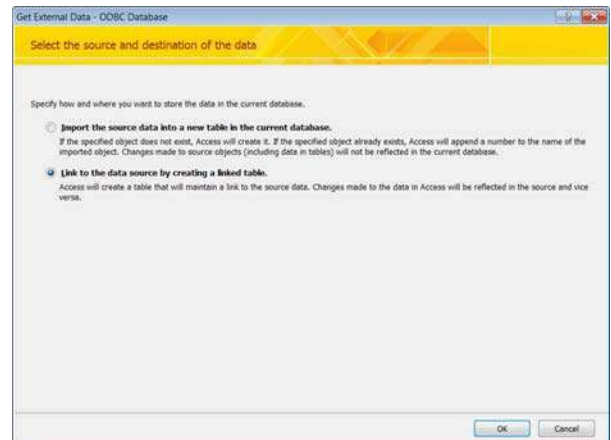 Get External Data - ODBC Database
Select the source and destination of the data
Specify how and where you want to store the data in the current database.
Import the source data into a new table in the current database.
If the specified object does not exist, Access will create it. If the specified object already exists, Access will append a number to the name of the
imported object. Changes made to source objects (including data in tables) will not be reflected in the current database.
Link to the data source by creating a linked table.
Access will create a table that will maintain a link to the source data. Changes made to the data in Access will be reflected in the source and vice
versa.
OK
Cancel